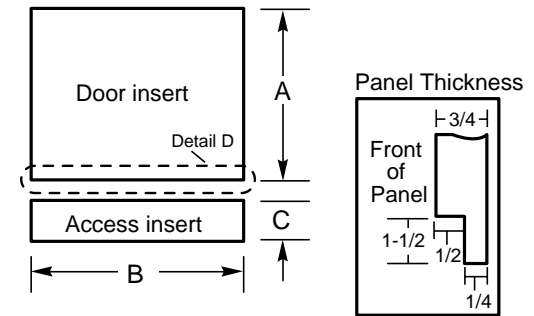 Door insert
A
Detail D
Access insert
C
B
Panel Thickness
3/4
Front
of
Panel
1-1/2
1/2
1/4